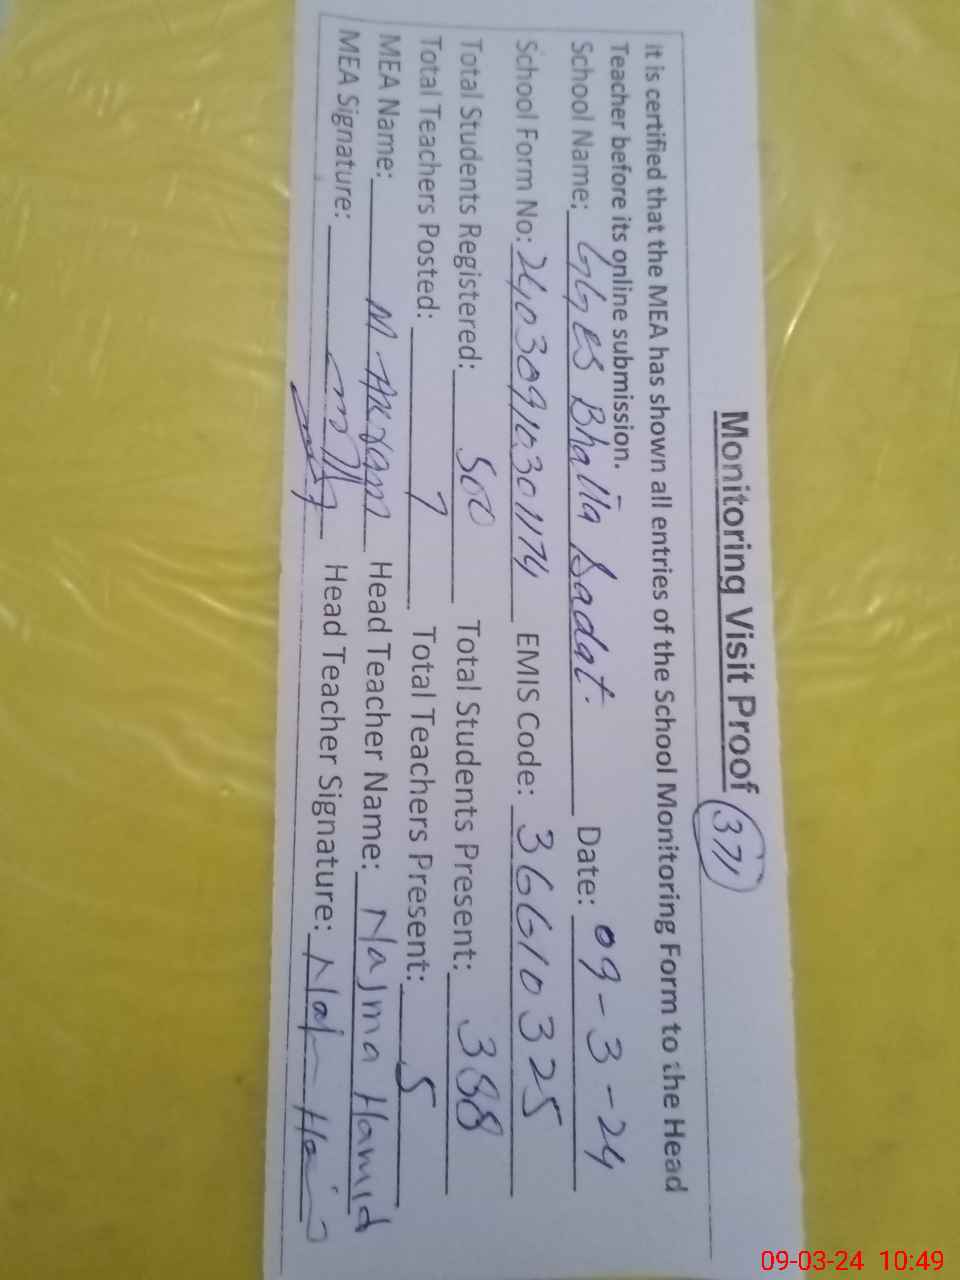 Monitoring Visit Proof (371)
It is certified that the MEA has shown all entries of the School Monitoring Form to the Head
Teacher before its online submission.
School Name: GGES Bhalla Sadat. Date: 09-3-24
School Form No: 24030910301174 EMIS Code: 36610325
Total Students Registered: 500 Total Students Present: 388
Total Teachers Posted: 7 Total Teachers Present: 5
MEA Name: M Akram Head Teacher Name: Najma Hamid
MEA Signature: Head Teacher Signature:
09-03-24 10:49